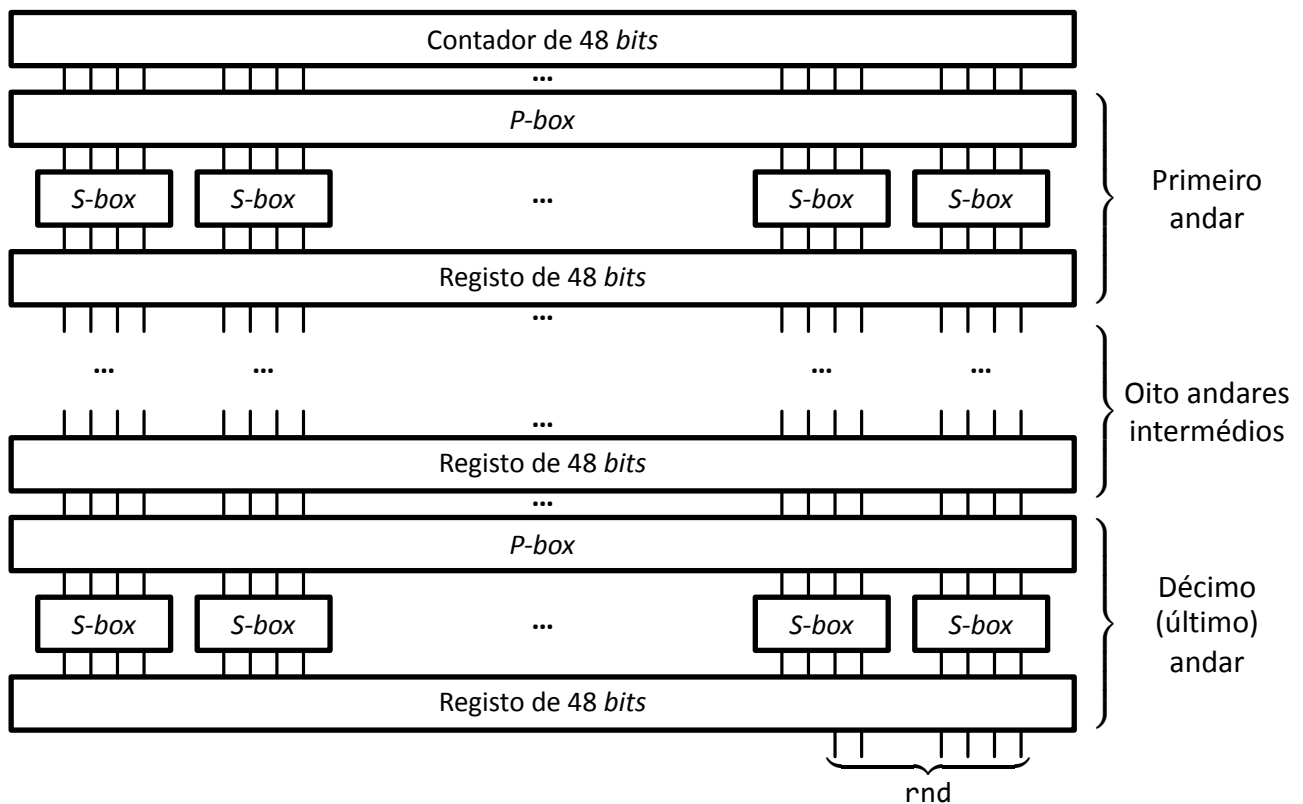 Contador de 48 bits
...
P-box
S-box S-box ... S-box S-box
Primeiro
andar
Registo de 48 bits
...
... ... ... ...
Oito andares
intermédios
...
Registo de 48 bits
...
P-box
S-box S-box ... S-box S-box
Décimo
(último)
andar
Registo de 48 bits
rnd